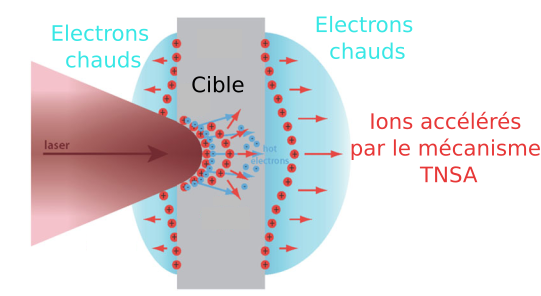 Electrons
chauds
Electrons
chauds
Cible
laser
hot
electrons
Ions accélérés
par le mécanisme
TNSA